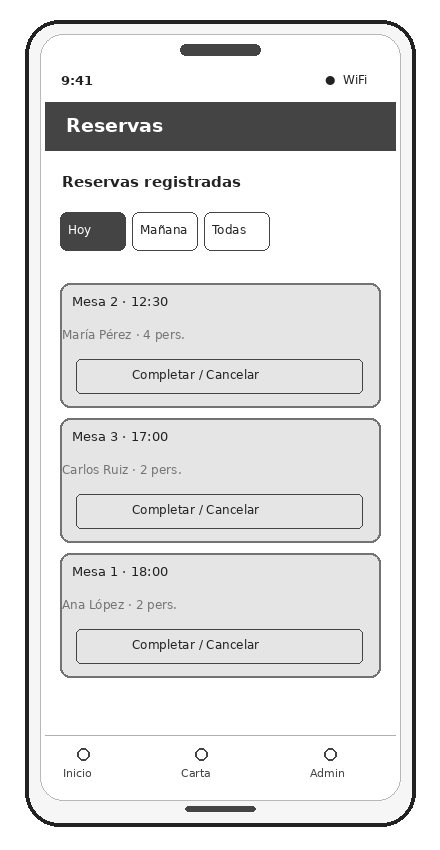 9:41 ● WiFi
Reservas
Reservas registradas
Hoy Mañana Todas
Mesa 2 · 12:30
María Pérez · 4 pers.
Completar / Cancelar
Mesa 3 · 17:00
Carlos Ruiz · 2 pers.
Completar / Cancelar
Mesa 1 · 18:00
Ana López · 2 pers.
Completar / Cancelar
Inicio Carta Admin